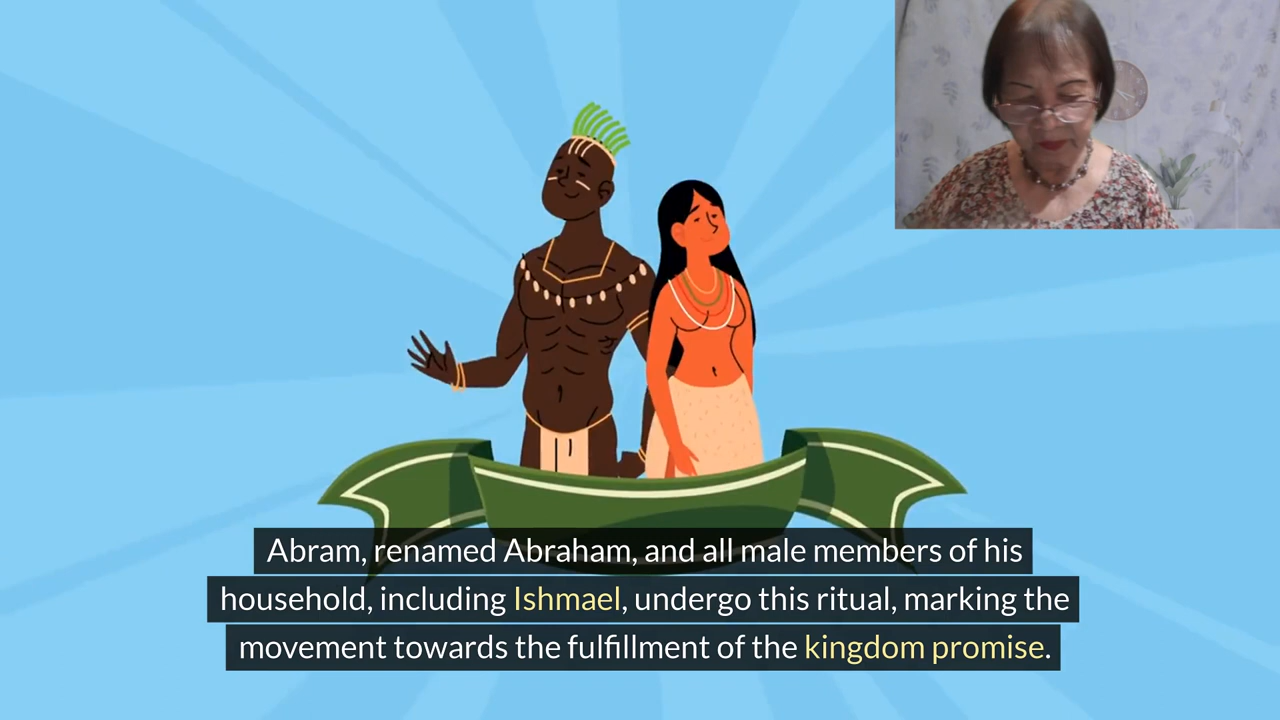 Abram, renamed Abraham, and all male members of his
household, including Ishmael, undergo this ritual, marking the
movement towards the fulfillment of the kingdom promise.